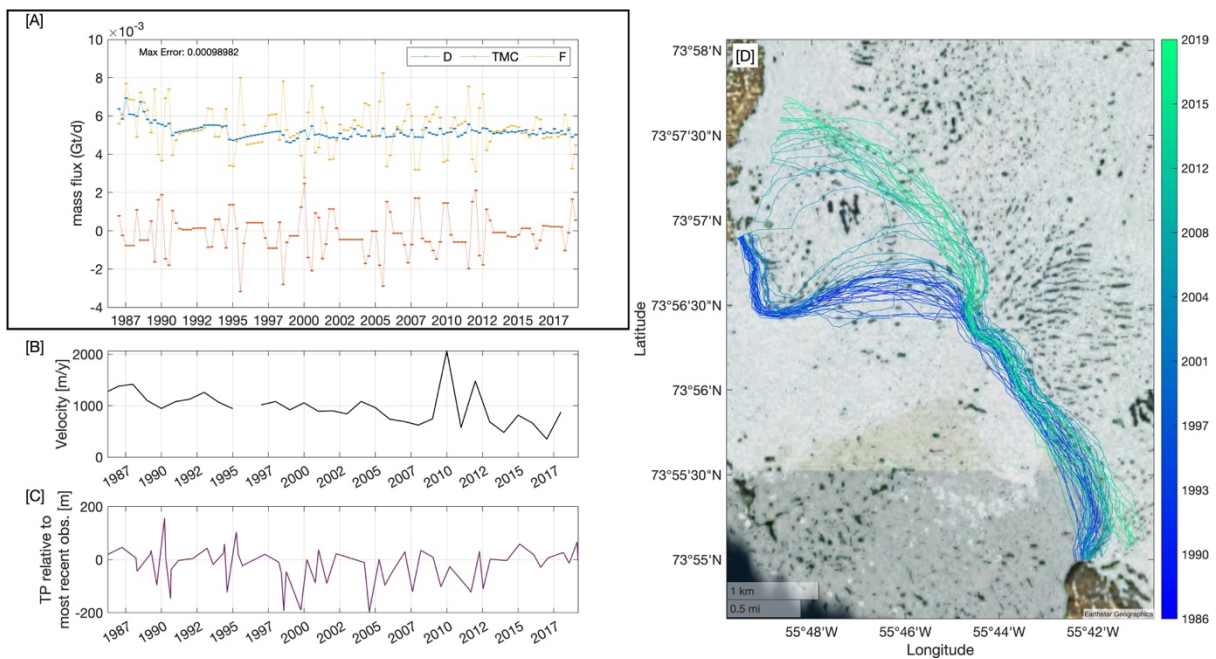 [A]
×10⁻³
Max Error: 0.00098982
D TMC F
mass flux (Gt/d)
10
8
6
4
2
0
-2
-4
1987 1990 1992 1995 1997 2000 2002 2005 2007 2010 2012 2015 2017
[B]
Velocity [m/y]
2000
1000
0
1987 1990 1992 1995 1997 2000 2002 2005 2007 2010 2012 2015 2017
[C]
TP relative to
most recent obs. [m]
200
0
-200
1987 1990 1992 1995 1997 2000 2002 2005 2007 2010 2012 2015 2017
[D]
Latitude
73°58'N
73°57'30"N
73°57'N
73°56'30"N
73°56'N
73°55'30"N
73°55'N
1 km
0.5 mi
Earthstar Geographics
55°48'W 55°46'W 55°44'W 55°42'W
Longitude
2019
2015
2012
2008
2004
2001
1997
1993
1990
1986